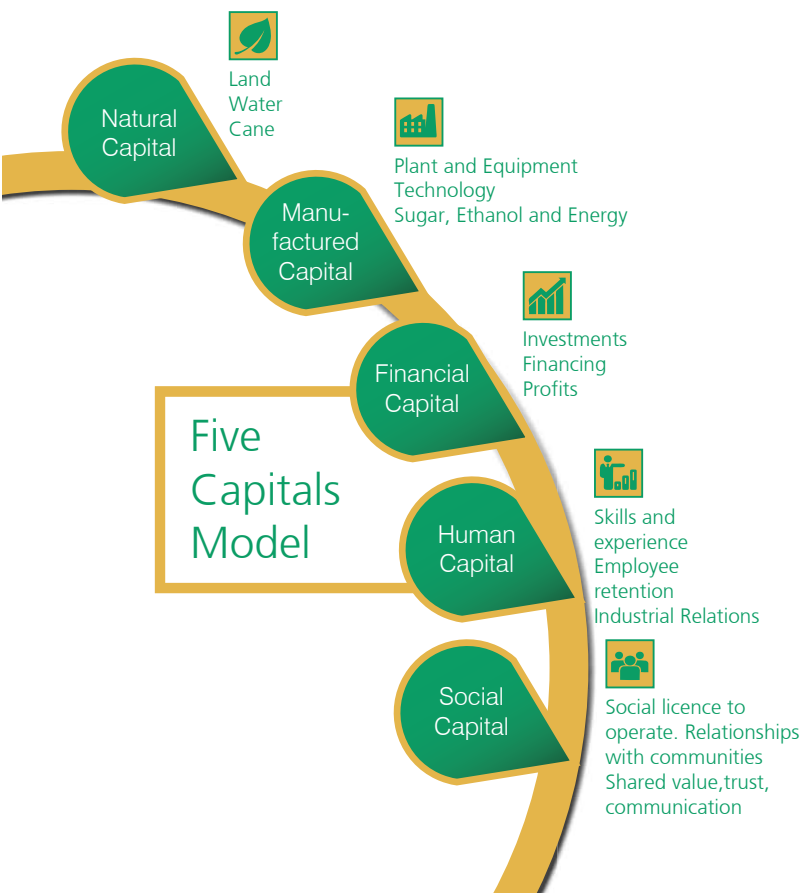 Natural
Capital
Land
Water
Cane
Manu-
factured
Capital
Plant and Equipment
Technology
Sugar, Ethanol and Energy
Financial
Capital
Investments
Financing
Profits
Five
Capitals
Model
Human
Capital
Skills and
experience
Employee
retention
Industrial Relations
Social
Capital
Social licence to
operate. Relationships
with communities
Shared value,trust,
communication